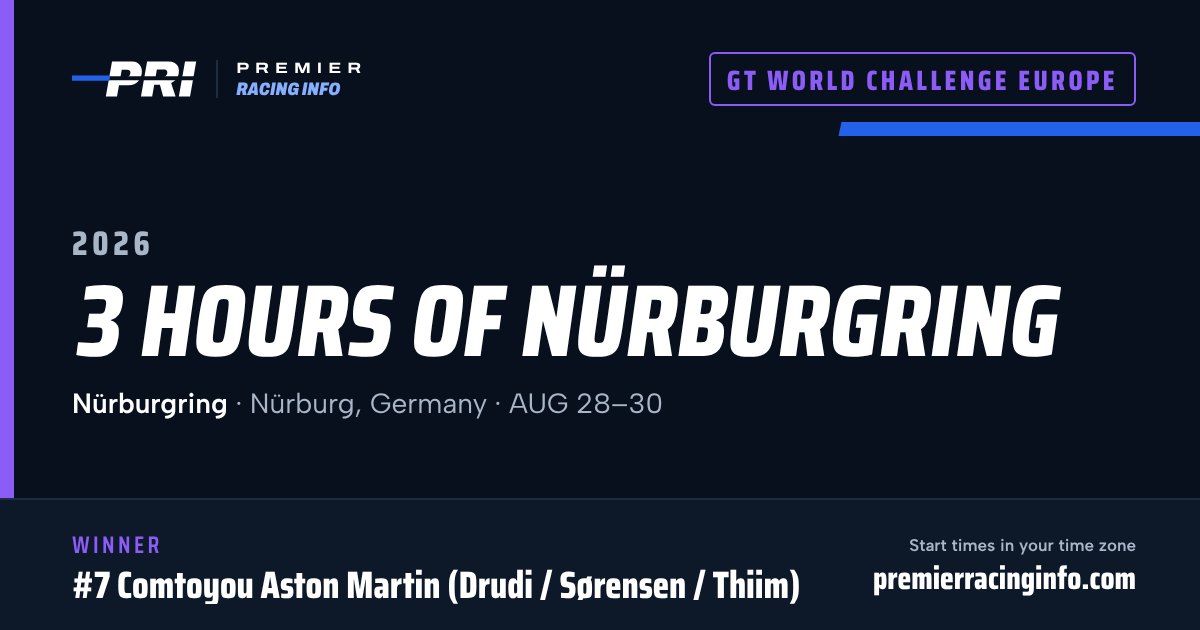 PRI
PREMIER
RACING INFO
GT WORLD CHALLENGE EUROPE
2026
3 HOURS OF NÜRBURGRING
Nürburgring · Nürburg, Germany · AUG 28–30
WINNER
#7 Comtoyou Aston Martin (Drudi / Sørensen / Thiim)
Start times in your time zone
premierracinginfo.com